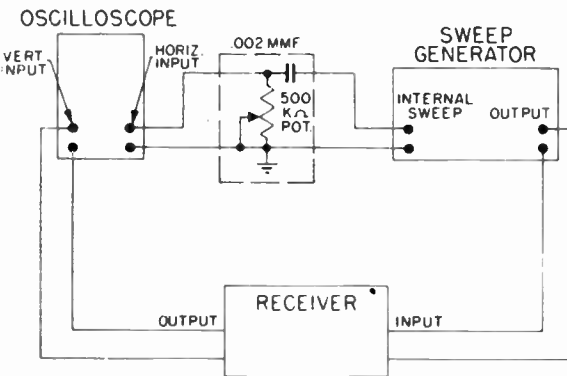 OSCILLOSCOPE
VERT.
INPUT
HORIZ.
INPUT
.002 MMF
500
KΩ
POT.
SWEEP
GENERATOR
INTERNAL
SWEEP
OUTPUT
OUTPUT
RECEIVER
INPUT